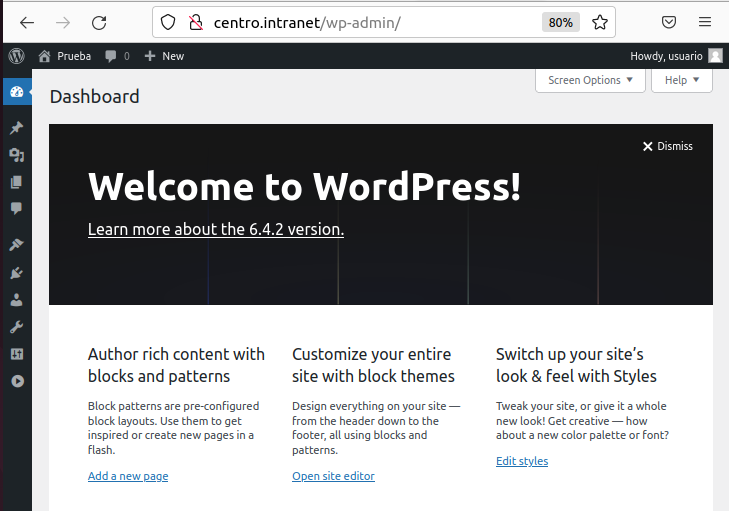 centro.intranet/wp-admin/ 80%
Prueba 0 New Howdy, usuario
Screen Options Help
Dashboard
Dismiss
Welcome to WordPress!
Learn more about the 6.4.2 version.
Author rich content with
blocks and patterns
Block patterns are pre-configured
block layouts. Use them to get
inspired or create new pages in a
flash.
Add a new page
Customize your entire
site with block themes
Design everything on your site —
from the header down to the
footer, all using blocks and
patterns.
Open site editor
Switch up your site’s
look & feel with Styles
Tweak your site, or give it a whole
new look! Get creative — how
about a new color palette or font?
Edit styles